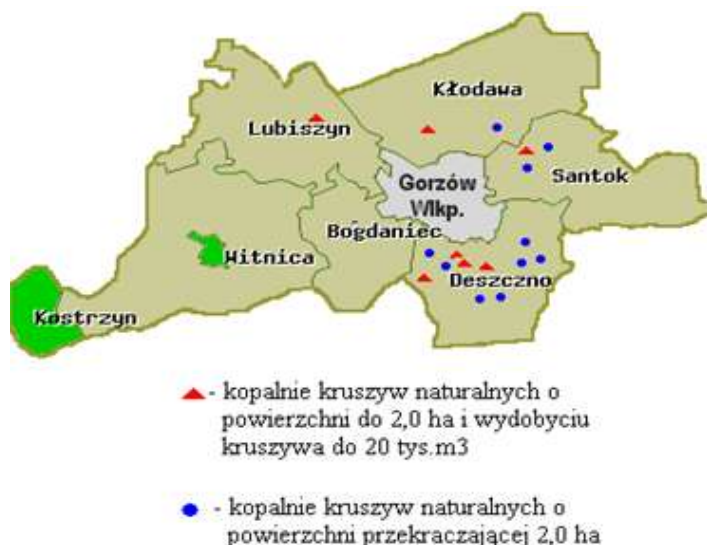 Kłodawa
Lubiszyn
Santok
Gorzów
Wlkp.
Bogdaniec
Witnica
Deszczno
Kostrzyn
- kopalnie kruszyw naturalnych o
powierzchni do 2,0 ha i wydobyciu
kruszywa do 20 tys.m3
- kopalnie kruszyw naturalnych o
powierzchni przekraczającej 2,0 ha